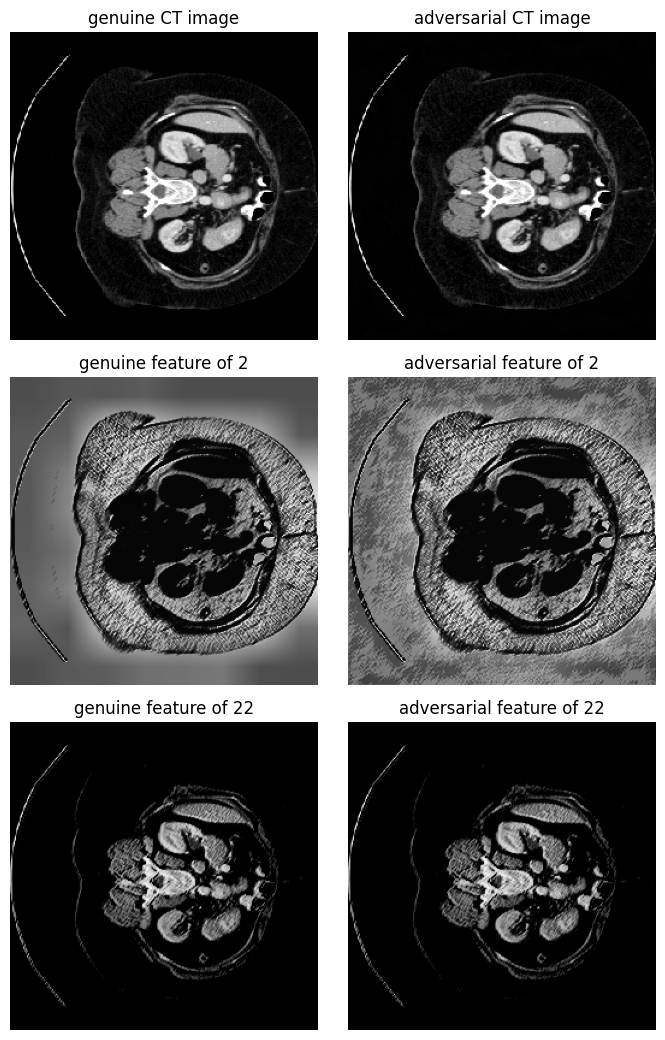 genuine CT image
adversarial CT image
genuine feature of 2
adversarial feature of 2
genuine feature of 22
adversarial feature of 22